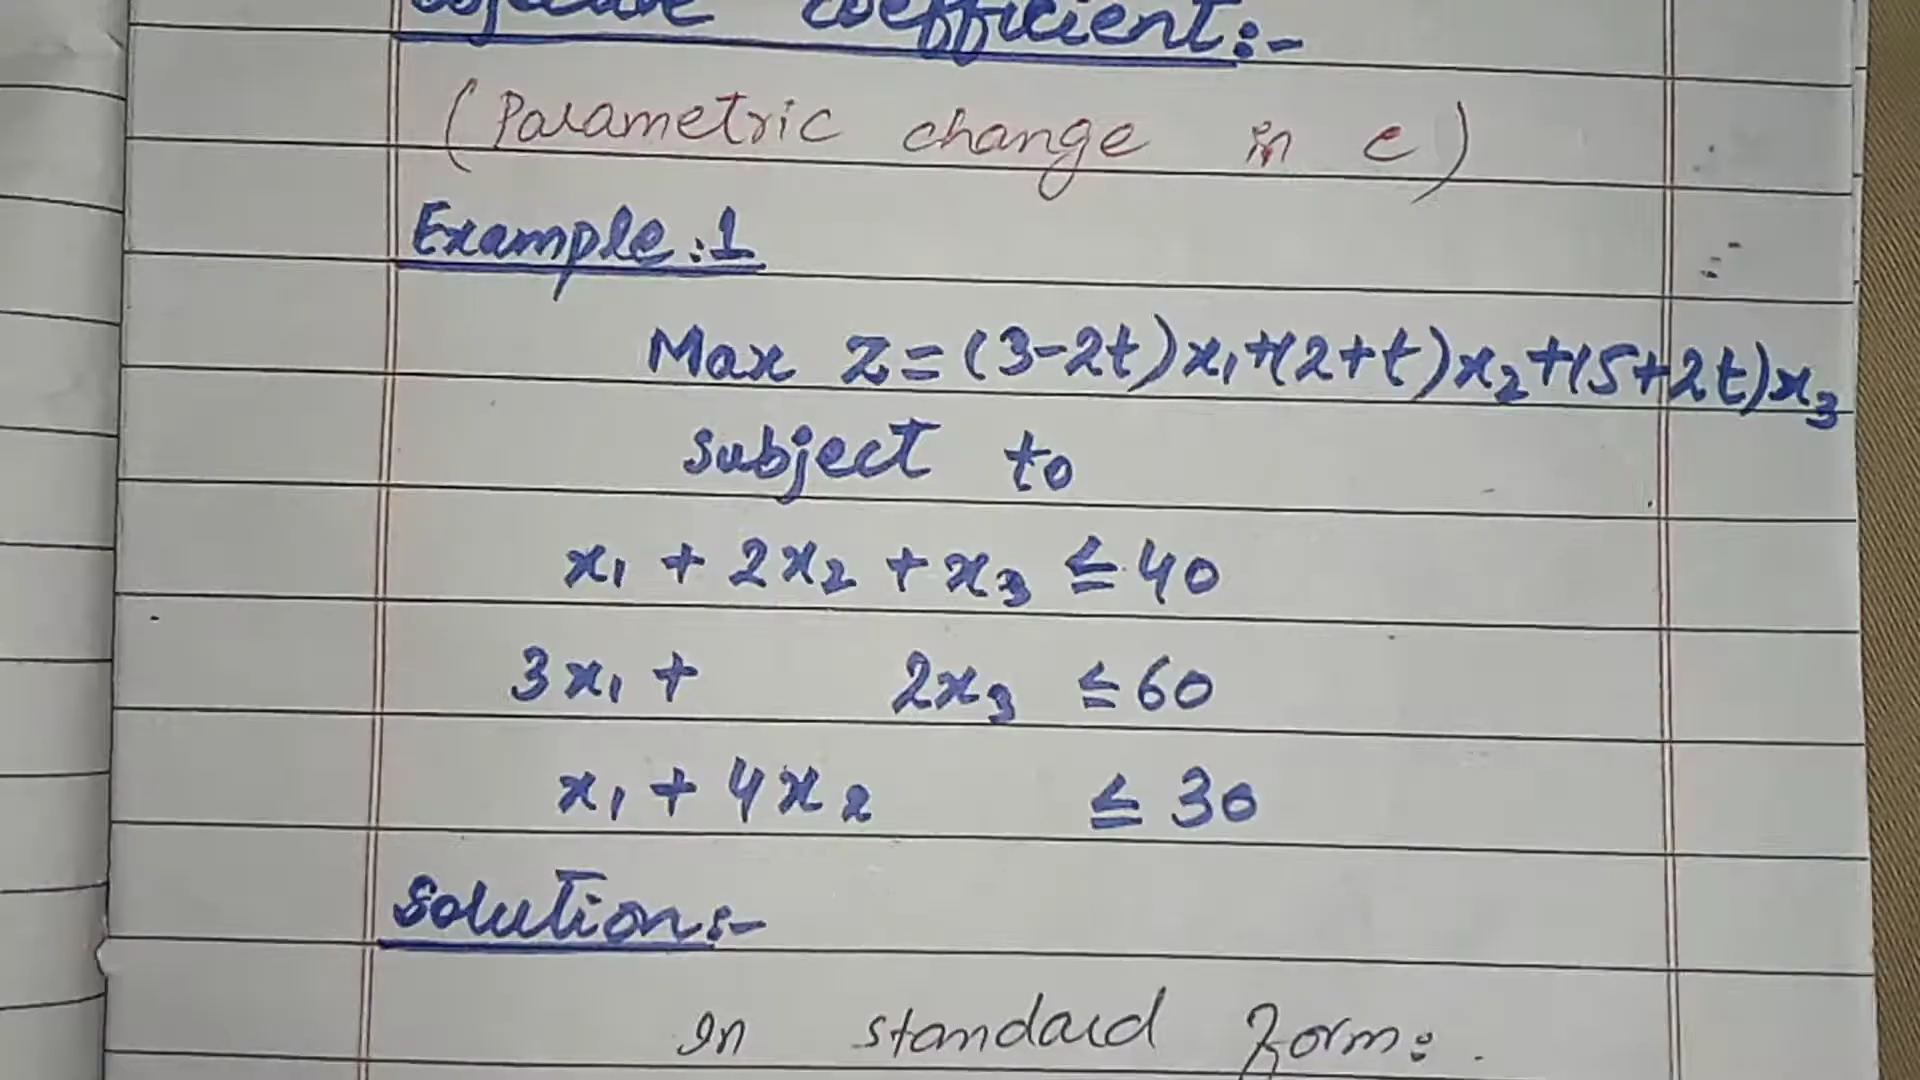 coefficient:-
(Parametric change in c)
Example:1
Max Z=(3-2t)x₁+(2+t)x₂+(5+2t)x₃
subject to
x₁ + 2x₂ + x₃ ≤ 40
3x₁ + 2x₃ ≤ 60
x₁ + 4x₂ ≤ 30
Solution:-
In standard form: